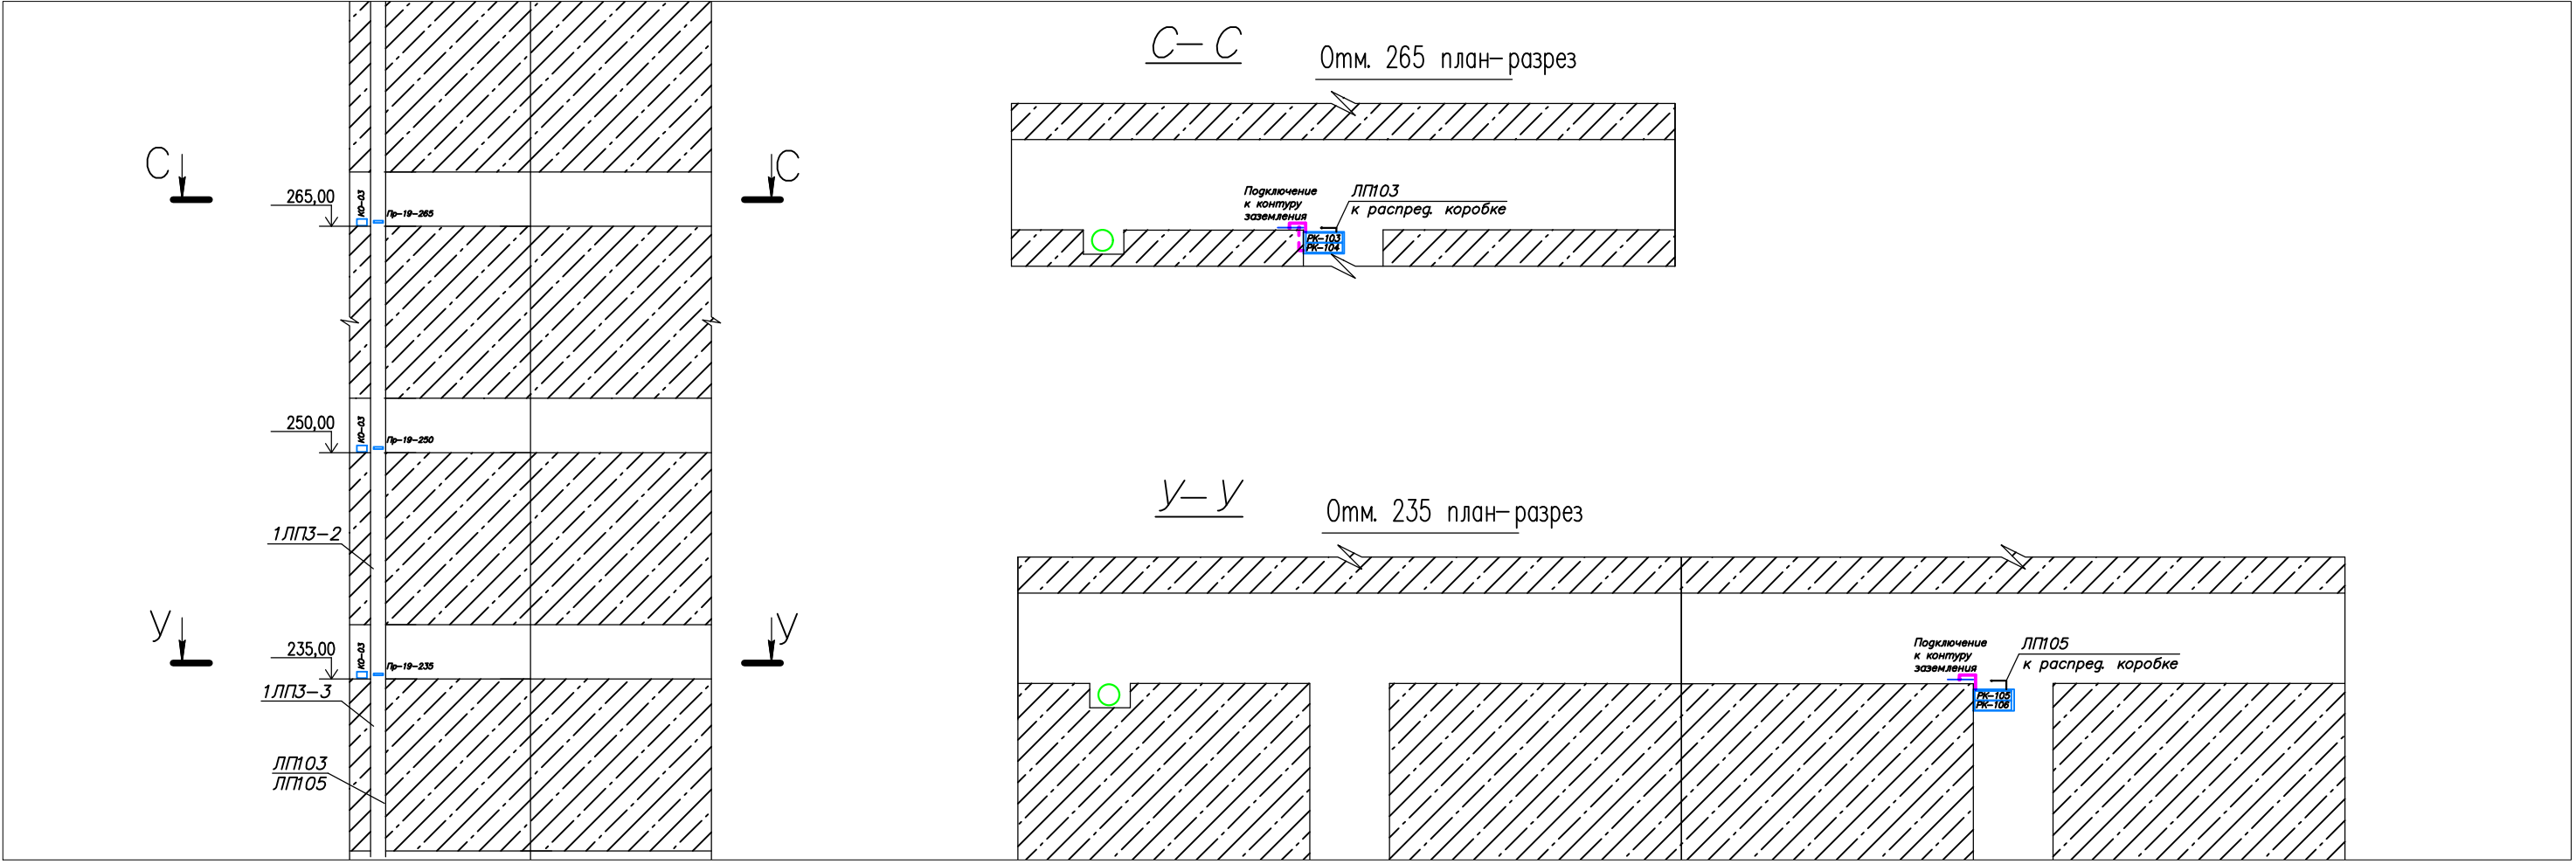 С
С
265,00
КО-03
Пр-19-265
250,00
КО-03
Пр-19-250
1ЛП3-2
У
У
235,00
КО-03
Пр-19-235
1ЛП3-3
ЛП103
ЛП105
С-С
Отм. 265 план-разрез
Подключение
к контуру
заземления
ЛП103
к распред. коробке
РК-103
РК-104
У-У
Отм. 235 план-разрез
Подключение
к контуру
заземления
ЛП105
к распред. коробке
РК-105
РК-106